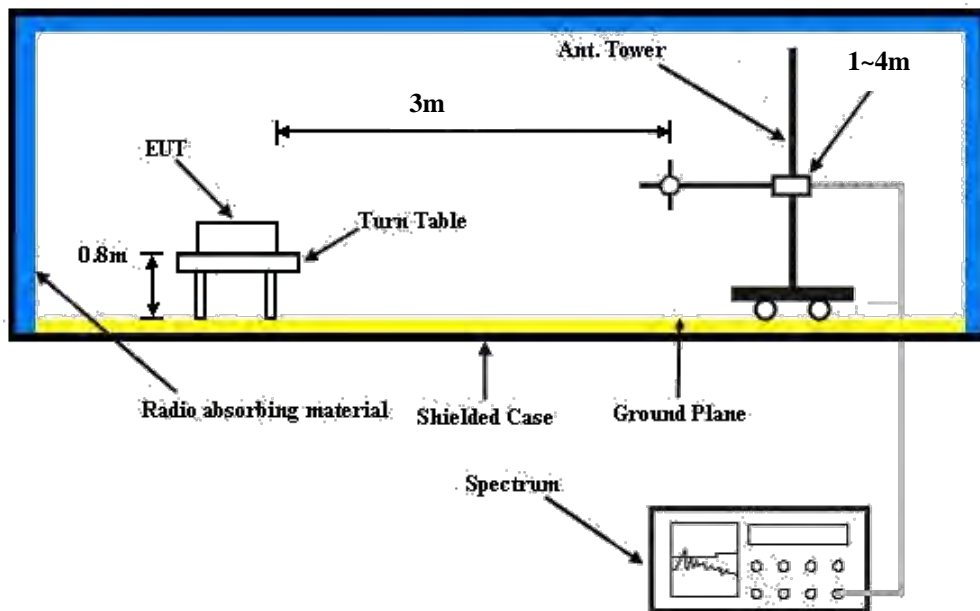 Ant. Tower
1~4m
3m
EUT
Turn Table
0.8m
Radio absorbing material
Shielded Case
Ground Plane
Spectrum